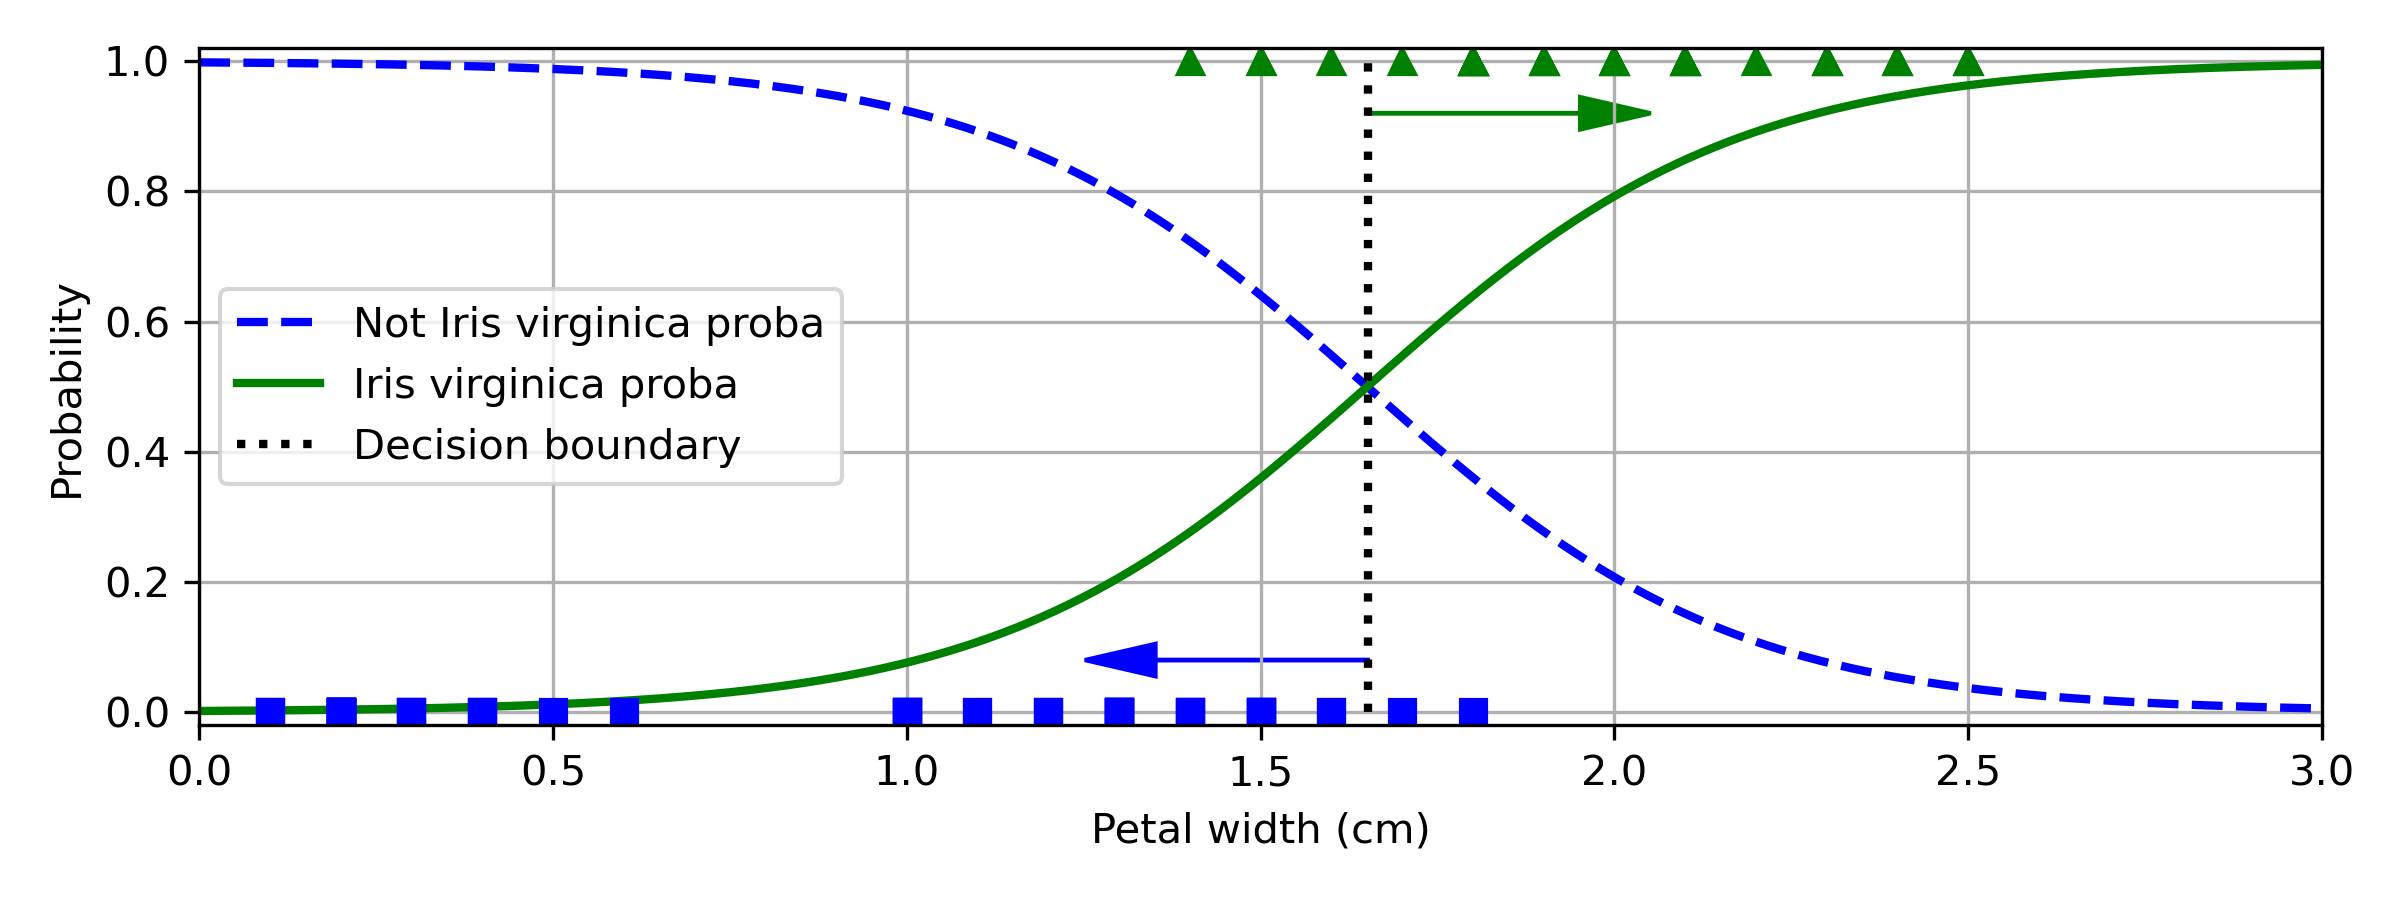 1.0
0.8
0.6
0.4
0.2
0.0
Probability
Not Iris virginica proba
Iris virginica proba
Decision boundary
0.0 0.5 1.0 1.5 2.0 2.5 3.0
Petal width (cm)